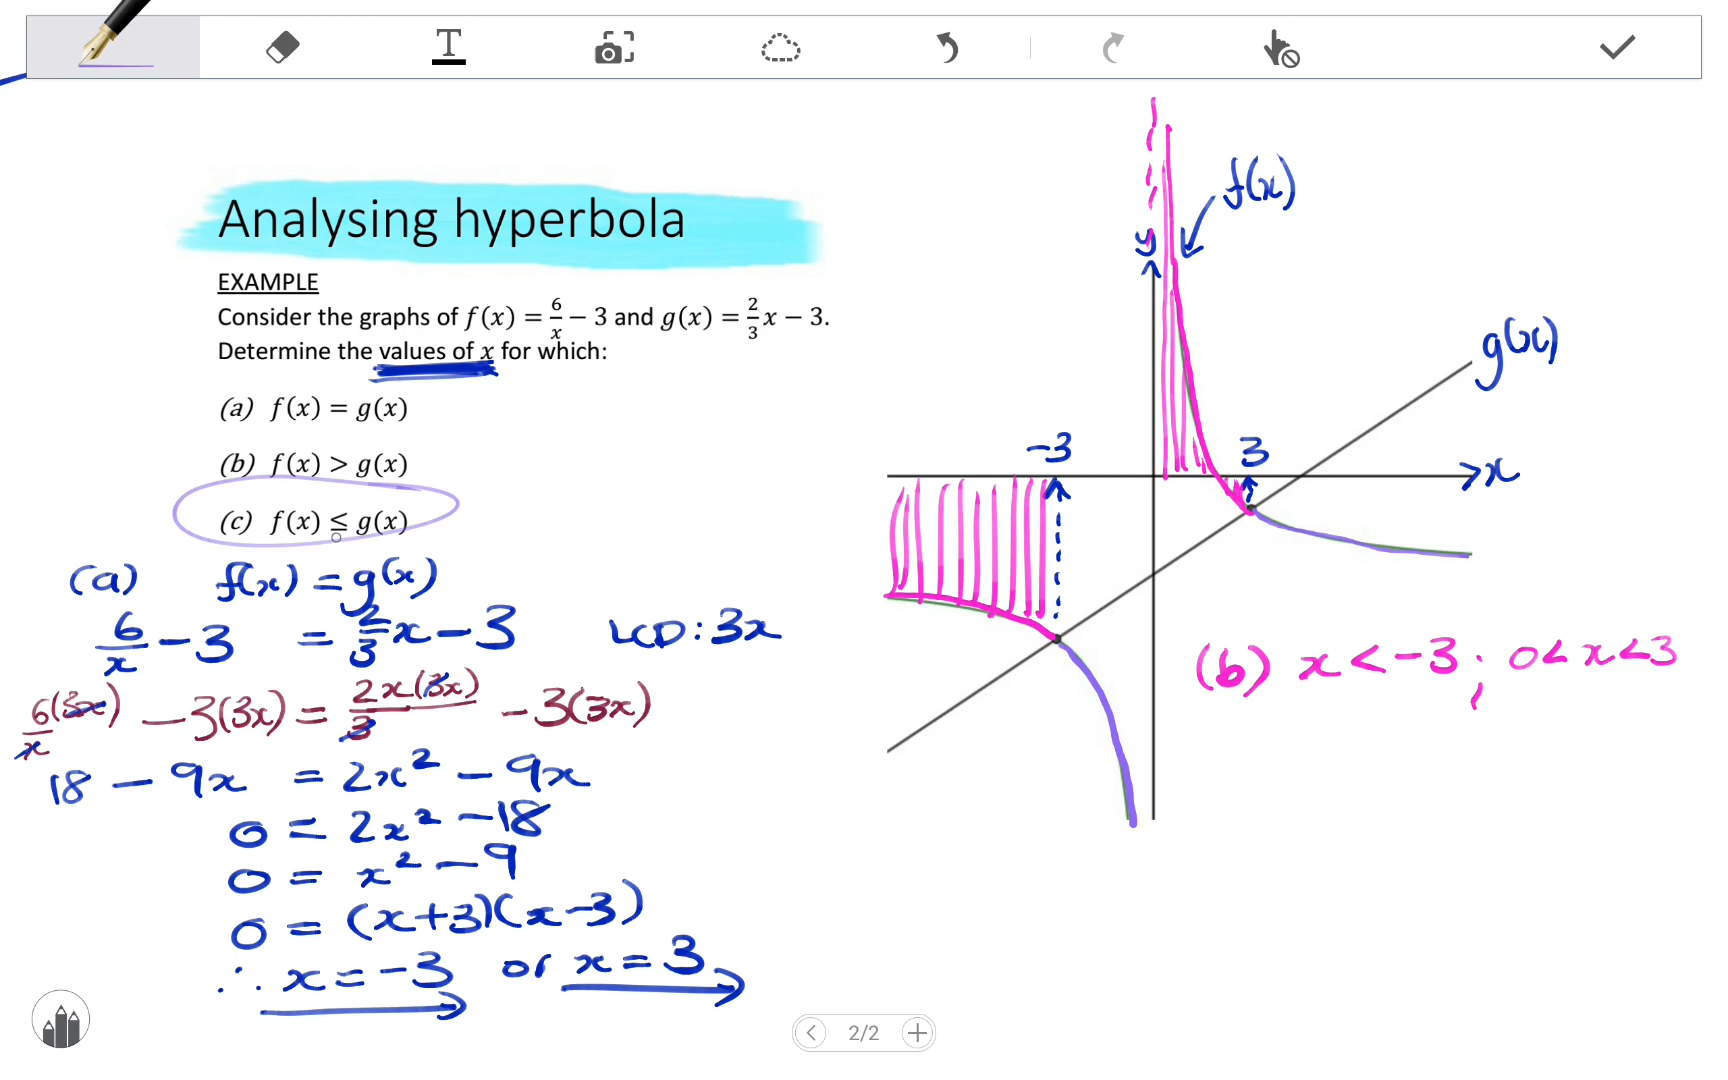 T
Analysing hyperbola
EXAMPLE
Consider the graphs of f(x) = 6/x − 3 and g(x) = 2/3 x − 3.
Determine the values of x for which:
(a) f(x) = g(x)
(b) f(x) > g(x)
(c) f(x) ≤ g(x)
(a) f(x) = g(x)
6/x − 3 = 2/3 x − 3 LCD: 3x
6(3x)/x − 3(3x) = 2x(3x)/3 − 3(3x)
18 − 9x = 2x² − 9x
0 = 2x² − 18
0 = x² − 9
0 = (x+3)(x−3)
∴ x = −3 or x = 3
y
f(x)
g(x)
−3
3
x
(b) x < −3 ; 0 < x < 3
2/2